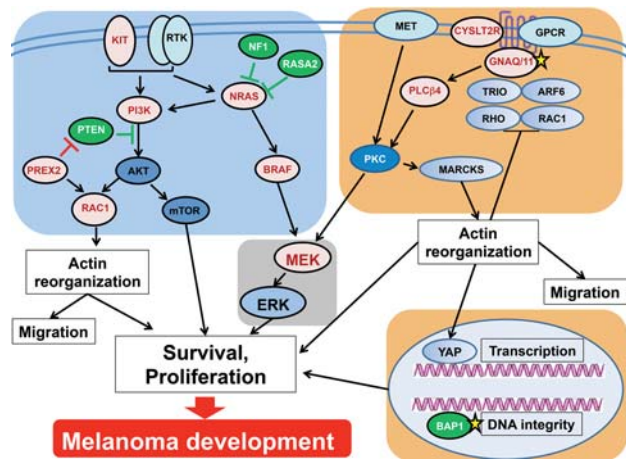 KIT
RTK
NF1
RASA2
MET
CYSLT2R
GPCR
GNAQ/11
PI3K
NRAS
PLCβ4
TRIO
ARF6
RHO
RAC1
PTEN
PREX2
AKT
BRAF
PKC
MARCKS
RAC1
mTOR
MEK
ERK
Actin
reorganization
Actin
reorganization
Migration
Migration
Survival,
Proliferation
YAP
Transcription
BAP1
DNA integrity
Melanoma development